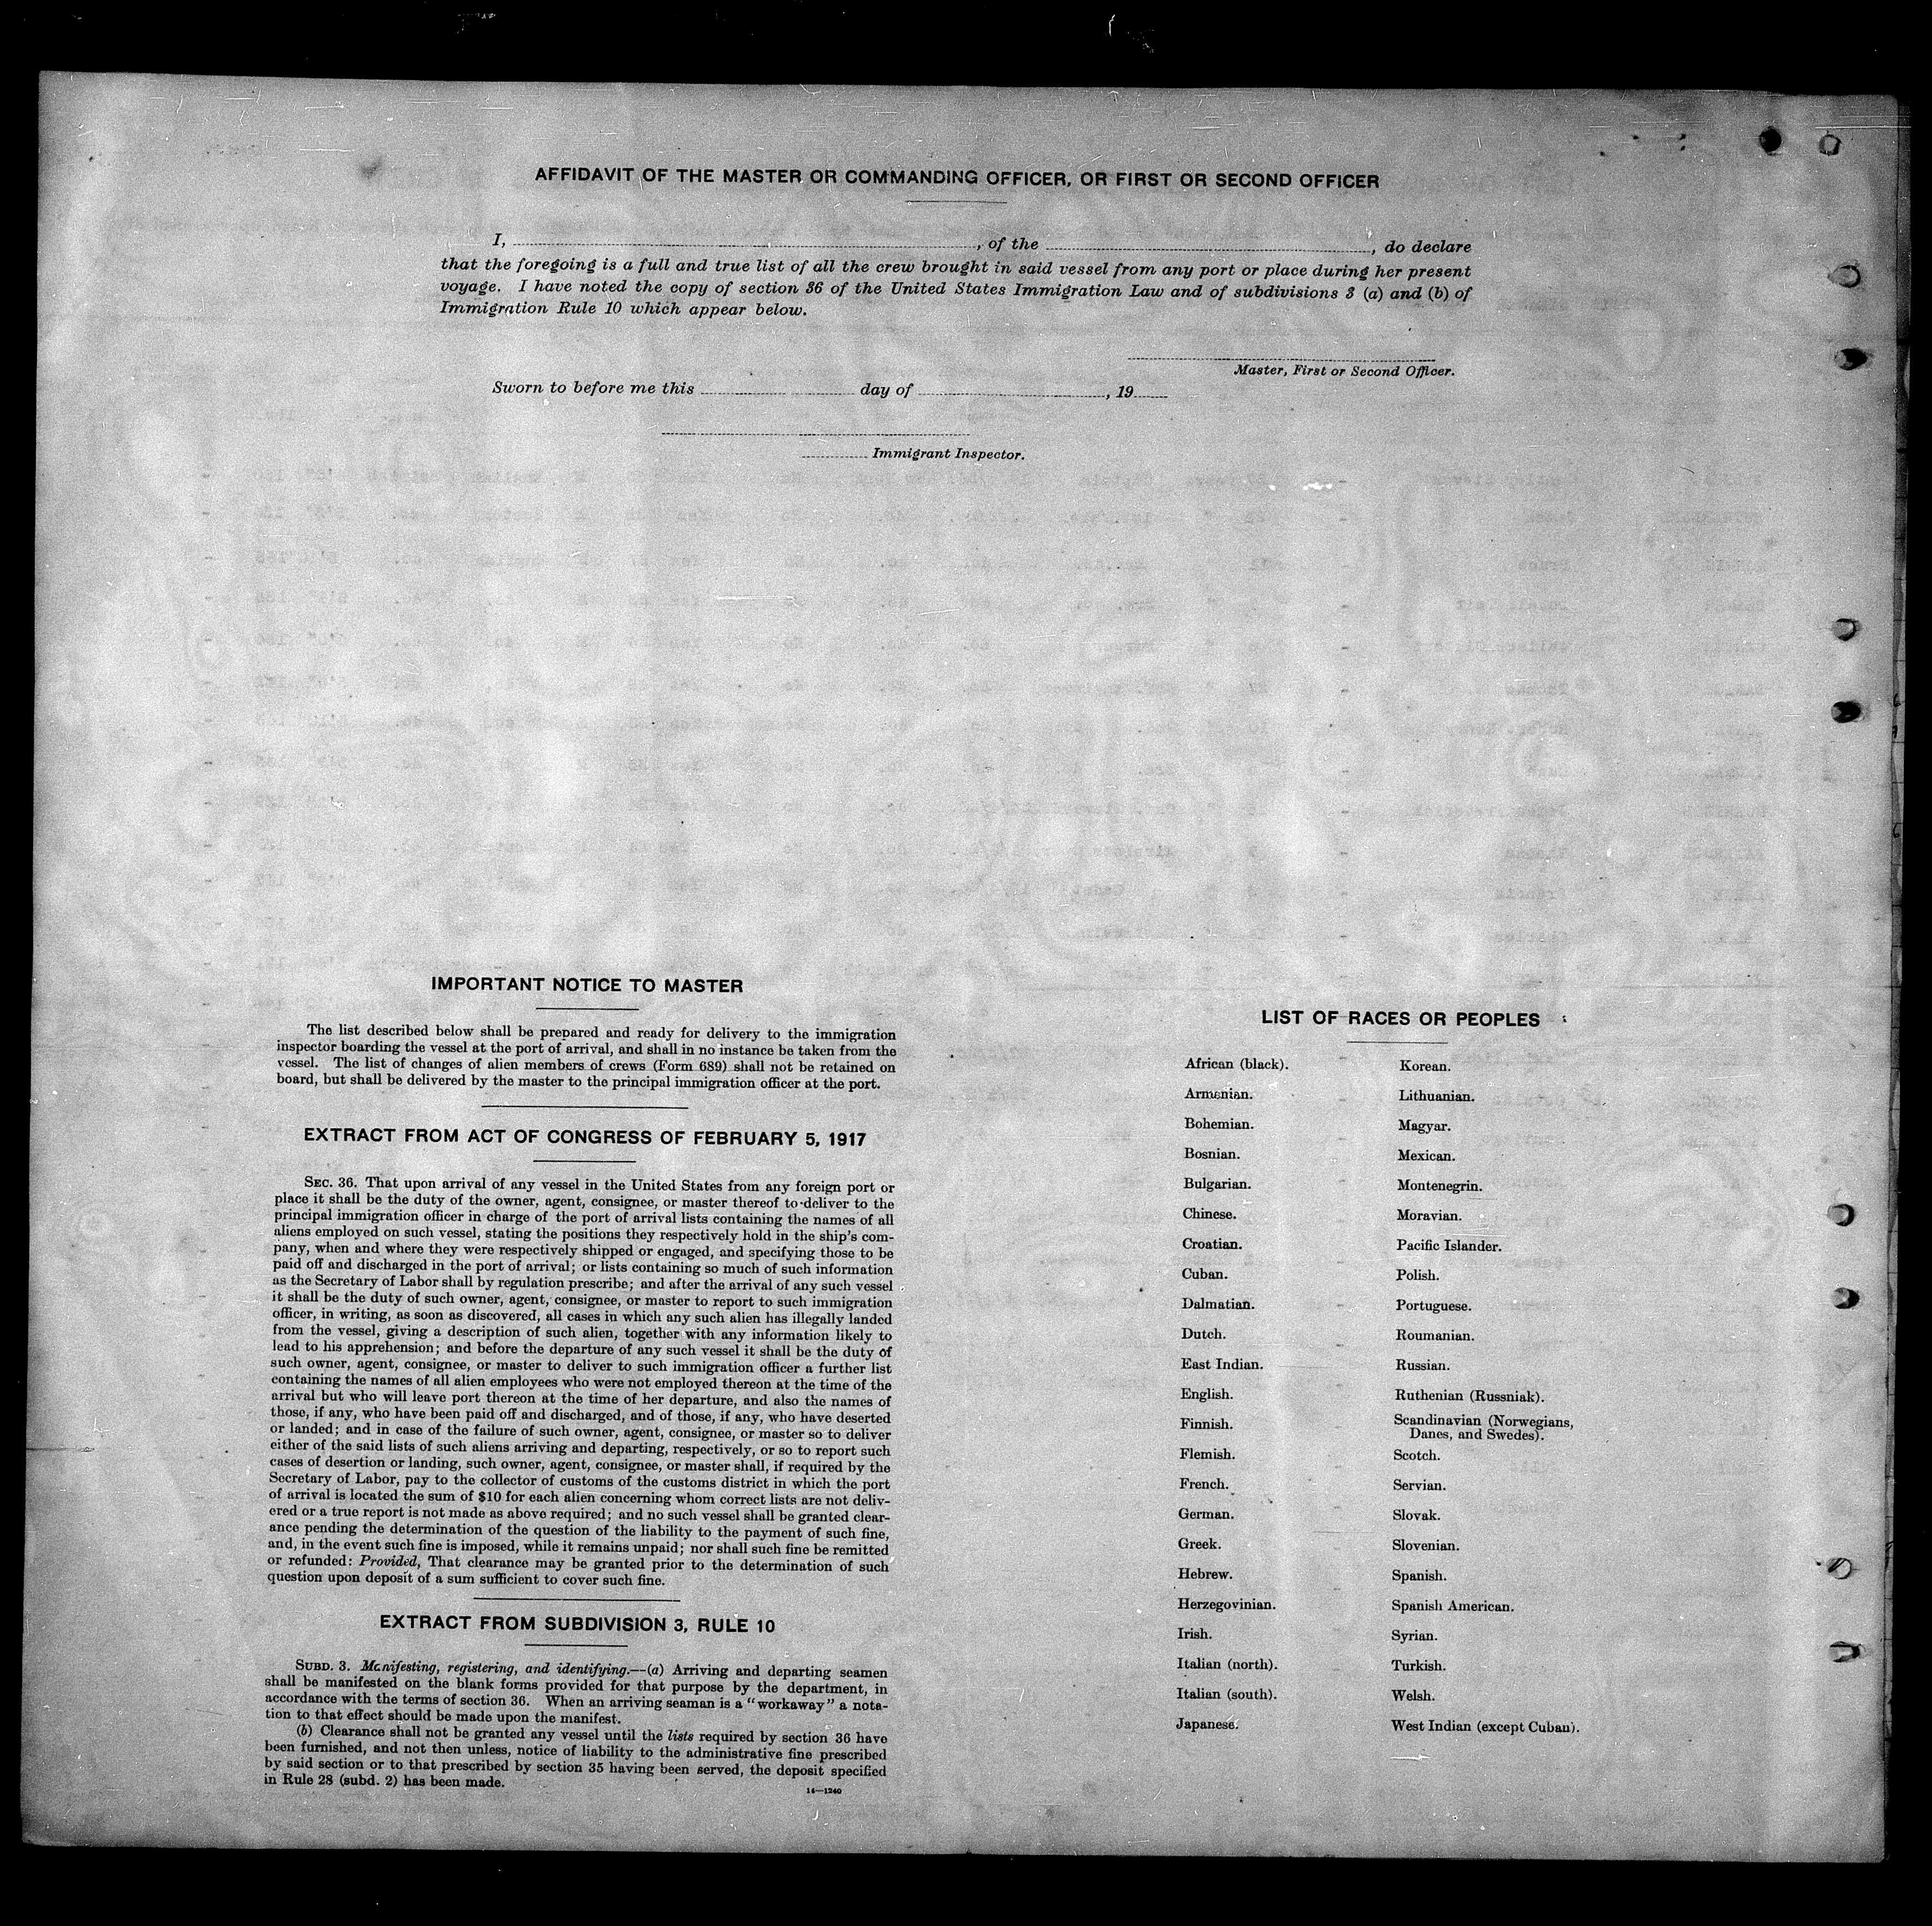 AFFIDAVIT OF THE MASTER OR COMMANDING OFFICER, OR FIRST OR SECOND OFFICER
I, , of the , do declare
that the foregoing is a full and true list of all the crew brought in said vessel from any port or place during her present
voyage. I have noted the copy of section 36 of the United States Immigration Law and of subdivisions 3 (a) and (b) of
Immigration Rule 10 which appear below.
Master, First or Second Officer.
Sworn to before me this day of , 19
Immigrant Inspector.
IMPORTANT NOTICE TO MASTER
The list described below shall be prepared and ready for delivery to the immigration
inspector boarding the vessel at the port of arrival, and shall in no instance be taken from the
vessel. The list of changes of alien members of crews (Form 689) shall not be retained on
board, but shall be delivered by the master to the principal immigration officer at the port.
EXTRACT FROM ACT OF CONGRESS OF FEBRUARY 5, 1917
SEC. 36. That upon arrival of any vessel in the United States from any foreign port or
place it shall be the duty of the owner, agent, consignee, or master thereof to deliver to the
principal immigration officer in charge of the port of arrival lists containing the names of all
aliens employed on such vessel, stating the positions they respectively hold in the ship's com-
pany, when and where they were respectively shipped or engaged, and specifying those to be
paid off and discharged in the port of arrival; or lists containing so much of such information
as the Secretary of Labor shall by regulation prescribe; and after the arrival of any such vessel
it shall be the duty of such owner, agent, consignee, or master to report to such immigration
officer, in writing, as soon as discovered, all cases in which any such alien has illegally landed
from the vessel, giving a description of such alien, together with any information likely to
lead to his apprehension; and before the departure of any such vessel it shall be the duty of
such owner, agent, consignee, or master to deliver to such immigration officer a further list
containing the names of all alien employees who were not employed thereon at the time of the
arrival but who will leave port thereon at the time of her departure, and also the names of
those, if any, who have been paid off and discharged, and of those, if any, who have deserted
or landed; and in case of the failure of such owner, agent, consignee, or master so to deliver
either of the said lists of such aliens arriving and departing, respectively, or so to report such
cases of desertion or landing, such owner, agent, consignee, or master shall, if required by the
Secretary of Labor, pay to the collector of customs of the customs district in which the port
of arrival is located the sum of $10 for each alien concerning whom correct lists are not deliv-
ered or a true report is not made as above required; and no such vessel shall be granted clear-
ance pending the determination of the question of the liability to the payment of such fine,
and, in the event such fine is imposed, while it remains unpaid; nor shall such fine be remitted
or refunded: Provided, That clearance may be granted prior to the determination of such
question upon deposit of a sum sufficient to cover such fine.
EXTRACT FROM SUBDIVISION 3, RULE 10
SUBD. 3. Manifesting, registering, and identifying.—(a) Arriving and departing seamen
shall be manifested on the blank forms provided for that purpose by the department, in
accordance with the terms of section 36. When an arriving seaman is a "workaway" a nota-
tion to that effect should be made upon the manifest.
(b) Clearance shall not be granted any vessel until the lists required by section 36 have
been furnished, and not then unless, notice of liability to the administrative fine prescribed
by said section or to that prescribed by section 35 having been served, the deposit specified
in Rule 28 (subd. 2) has been made.
14—1240
LIST OF RACES OR PEOPLES
African (black).
Armenian.
Bohemian.
Bosnian.
Bulgarian.
Chinese.
Croatian.
Cuban.
Dalmatian.
Dutch.
East Indian.
English.
Finnish.
Flemish.
French.
German.
Greek.
Hebrew.
Herzegovinian.
Irish.
Italian (north).
Italian (south).
Japanese.
Korean.
Lithuanian.
Magyar.
Mexican.
Montenegrin.
Moravian.
Pacific Islander.
Polish.
Portuguese.
Roumanian.
Russian.
Ruthenian (Russniak).
Scandinavian (Norwegians,
Danes, and Swedes).
Scotch.
Servian.
Slovak.
Slovenian.
Spanish.
Spanish American.
Syrian.
Turkish.
Welsh.
West Indian (except Cuban).